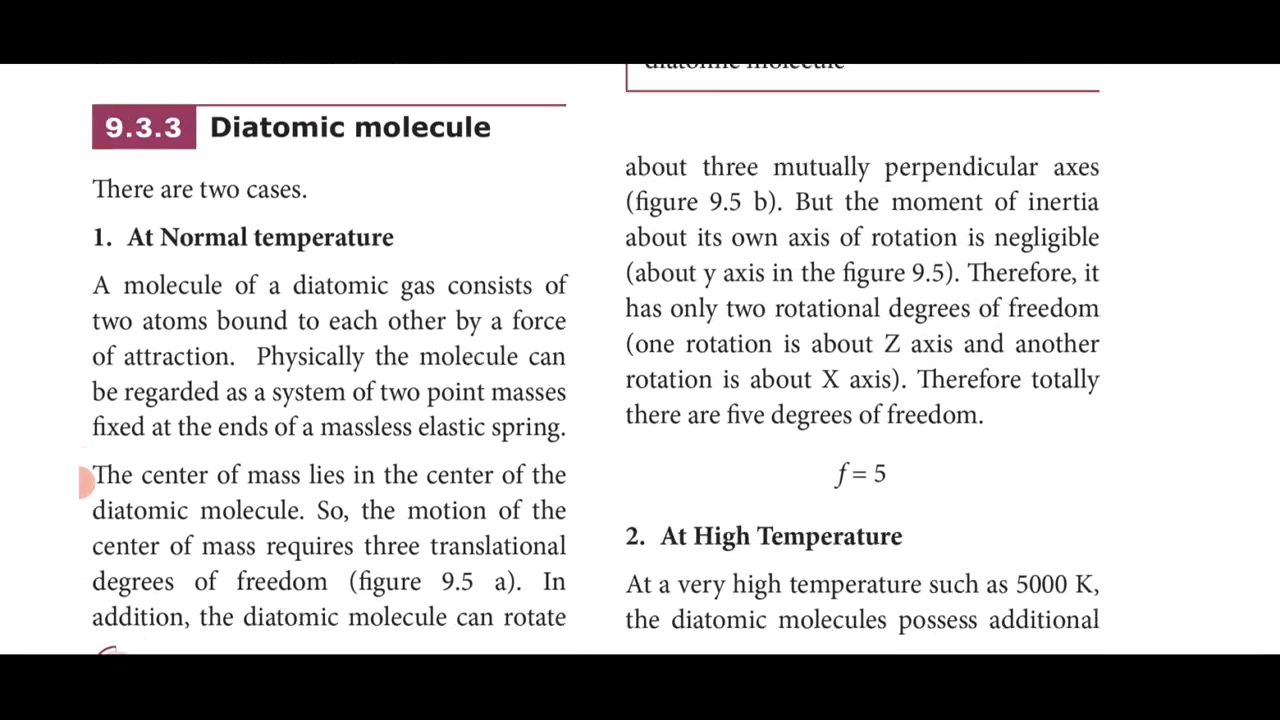 9.3.3 Diatomic molecule
There are two cases.
1. At Normal temperature
A molecule of a diatomic gas consists of
two atoms bound to each other by a force
of attraction. Physically the molecule can
be regarded as a system of two point masses
fixed at the ends of a massless elastic spring.
The center of mass lies in the center of the
diatomic molecule. So, the motion of the
center of mass requires three translational
degrees of freedom (figure 9.5 a). In
addition, the diatomic molecule can rotate
diatomic molecule
about three mutually perpendicular axes
(figure 9.5 b). But the moment of inertia
about its own axis of rotation is negligible
(about y axis in the figure 9.5). Therefore, it
has only two rotational degrees of freedom
(one rotation is about Z axis and another
rotation is about X axis). Therefore totally
there are five degrees of freedom.
f = 5
2. At High Temperature
At a very high temperature such as 5000 K,
the diatomic molecules possess additional